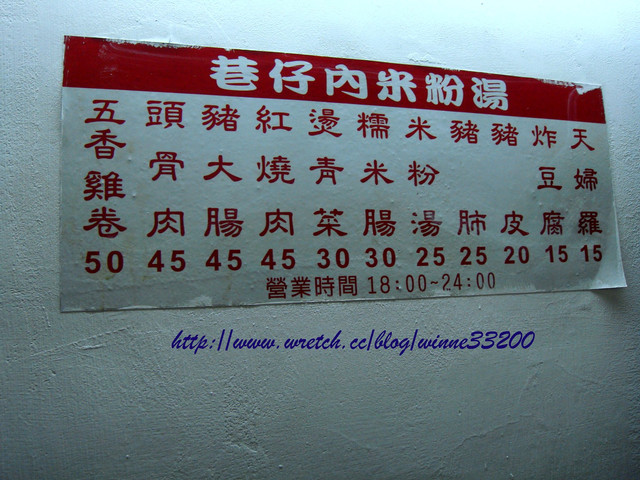 巷仔內米粉湯
五香雞卷 50
頭骨肉 45
豬大腸 45
紅燒肉 45
燙青菜 30
糯米腸 30
米粉湯 25
豬肺 25
豬皮 20
炸豆腐 15
天婦羅 15
營業時間 18:00~24:00
http://www.wretch.cc/blog/winne33200